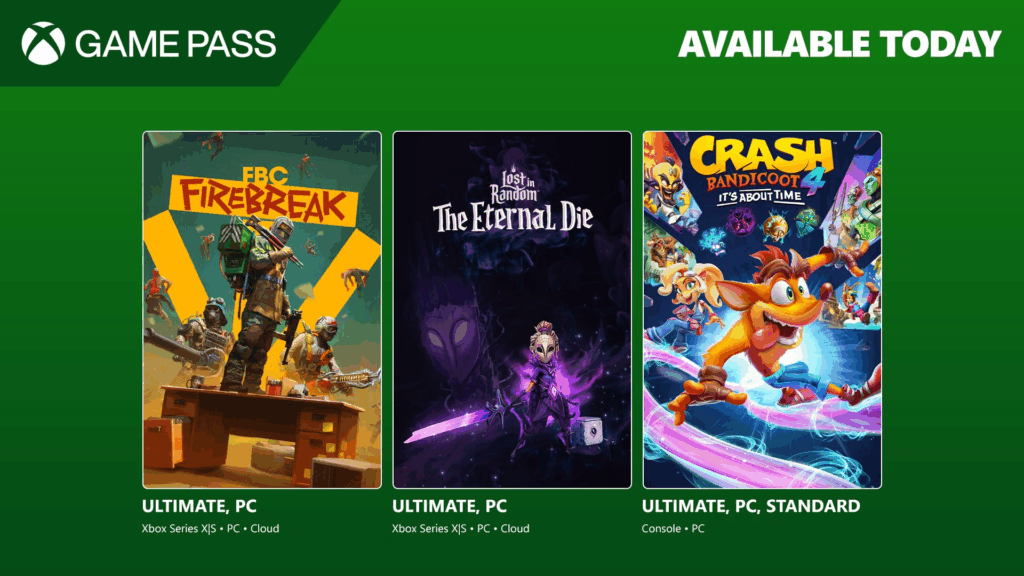 GAME PASS
AVAILABLE TODAY
FBC
FIREBREAK
Lost in
Random
The Eternal Die
CRASH
BANDICOOT 4
IT'S ABOUT TIME
ULTIMATE, PC
Xbox Series X|S • PC • Cloud
ULTIMATE, PC
Xbox Series X|S • PC • Cloud
ULTIMATE, PC, STANDARD
Console • PC